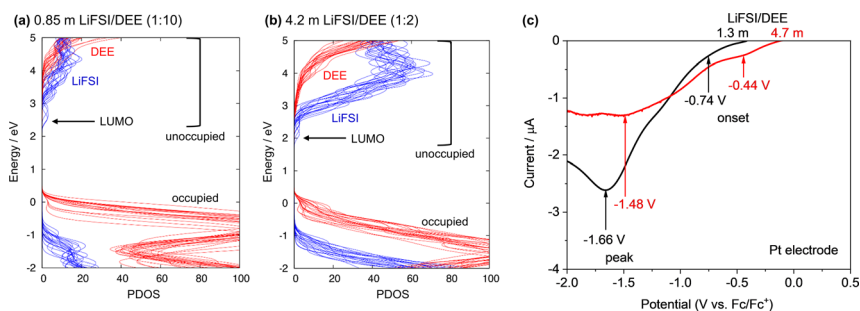 (a) 0.85 m LiFSI/DEE (1:10)
5
4
3
2
1
0
-1
-2
Energy / eV
DEE
LiFSI
LUMO
unoccupied
occupied
0 20 40 60 80 100
PDOS
(b) 4.2 m LiFSI/DEE (1:2)
5
4
3
2
1
0
-1
-2
Energy / eV
DEE
LiFSI
LUMO
unoccupied
occupied
0 20 40 60 80 100
PDOS
(c)
LiFSI/DEE
1.3 m 4.7 m
0
-1
-2
-3
-4
Current / μA
-0.44 V
-0.74 V
onset
-1.48 V
-1.66 V
peak
Pt electrode
-2.0 -1.5 -1.0 -0.5 0.0 0.5
Potential (V vs. Fc/Fc⁺)